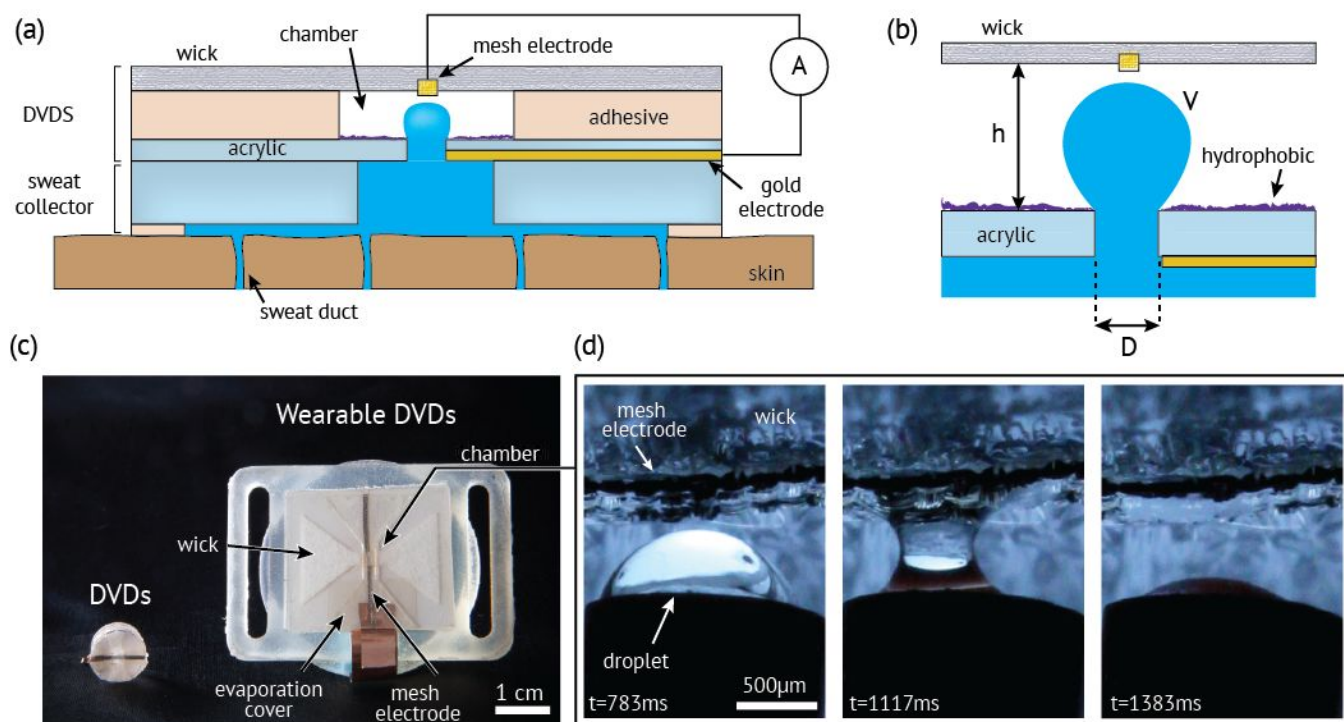 (a)
wick
chamber
mesh electrode
A
DVDS
adhesive
acrylic
sweat
collector
gold
electrode
skin
sweat duct
(b)
wick
V
h
hydrophobic
acrylic
D
(c)
Wearable DVDs
chamber
wick
DVDs
evaporation
cover
mesh
electrode
1 cm
(d)
mesh
electrode
wick
droplet
500µm
t=783ms
t=1117ms
t=1383ms